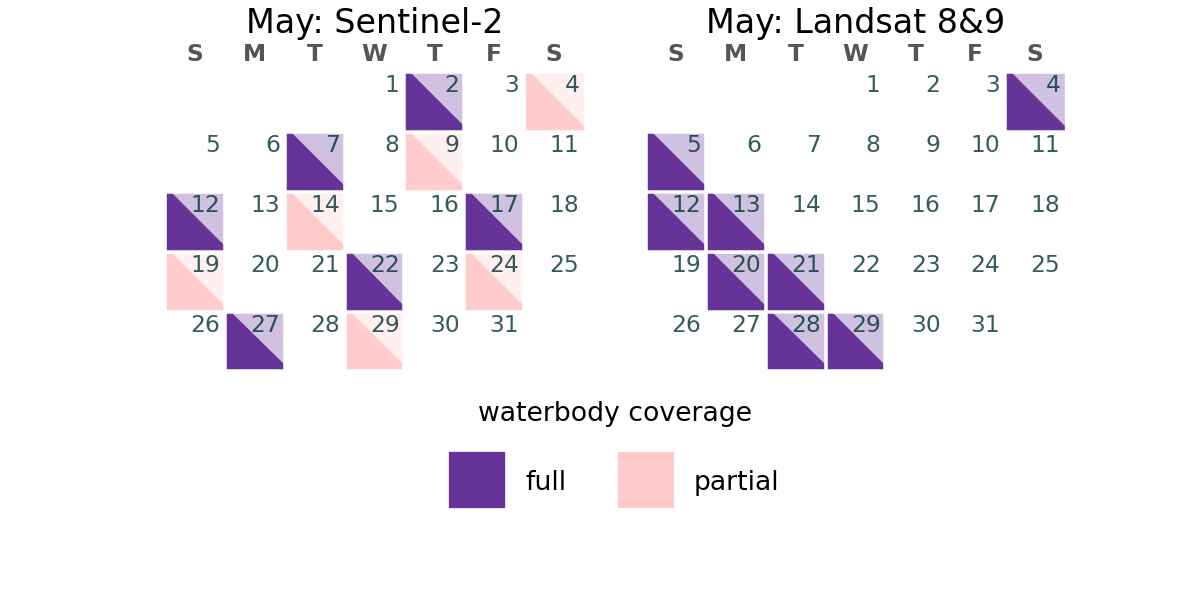 May: Sentinel-2
S M T W T F S
1 2 3 4
5 6 7 8 9 10 11
12 13 14 15 16 17 18
19 20 21 22 23 24 25
26 27 28 29 30 31
May: Landsat 8&9
S M T W T F S
1 2 3 4
5 6 7 8 9 10 11
12 13 14 15 16 17 18
19 20 21 22 23 24 25
26 27 28 29 30 31
waterbody coverage
full
partial